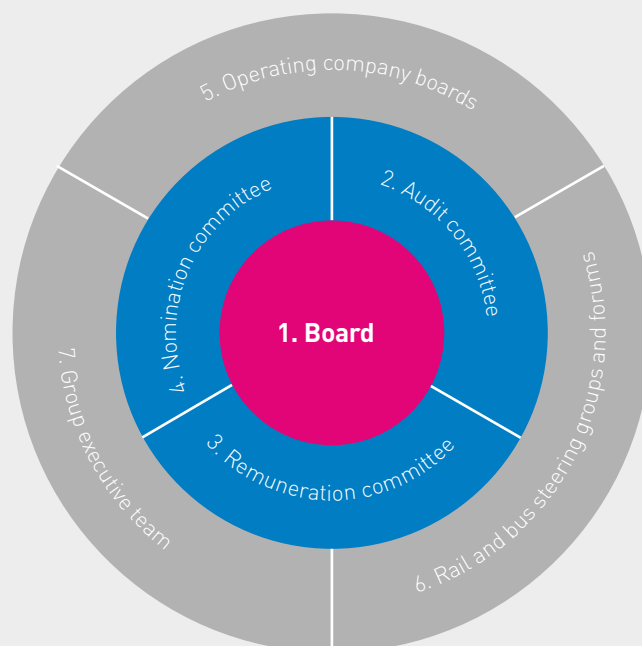 1. Board
2. Audit committee
3. Remuneration committee
4. Nomination committee
5. Operating company boards
6. Rail and bus steering groups and forums
7. Group executive team